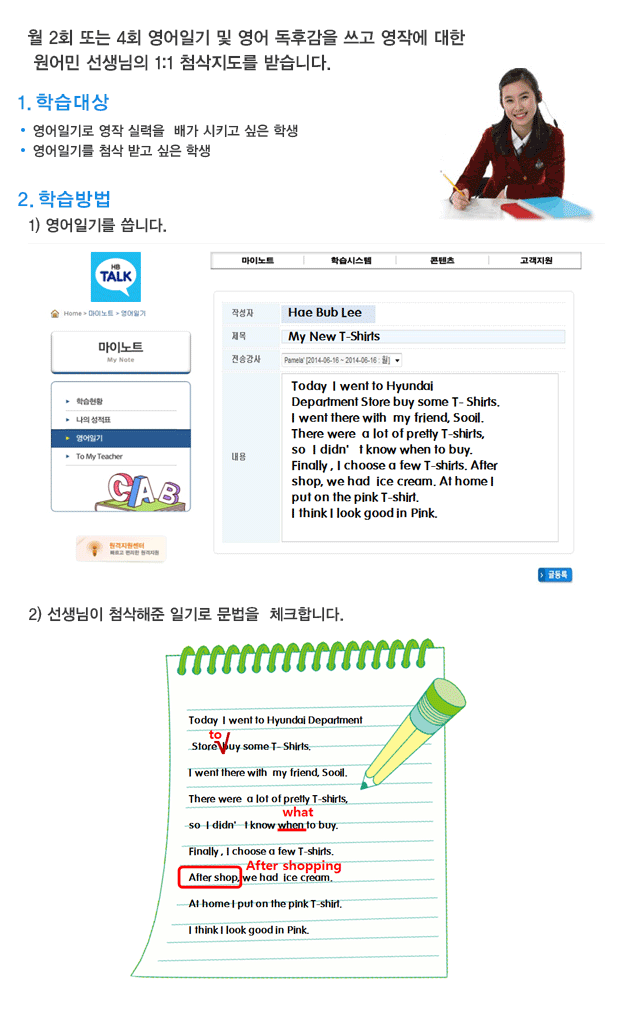 월 2회 또는 4회 영어일기 및 영어 독후감을 쓰고 영작에 대한
원어민 선생님의 1:1 첨삭지도를 받습니다.
1. 학습대상
• 영어일기로 영작 실력을 배가 시키고 싶은 학생
• 영어일기를 첨삭 받고 싶은 학생
2. 학습방법
1) 영어일기를 씁니다.
HB
TALK
마이노트 학습시스템 콘텐츠 고객지원
Home > 마이노트 > 영어일기
마이노트
My Note
학습현황
나의 성적표
영어일기
To My Teacher
CAB
원격지원센터
빠르고 편리한 원격지원
작성자 Hae Bub Lee
제목 My New T-Shirts
전송강사 Pamela' [2014-06-16 ~ 2014-06-16 : 월]
내용
Today I went to Hyundai
Department Store buy some T- Shirts.
I went there with my friend, Sooil.
There were a lot of pretty T-shirts,
so I didn' t know when to buy.
Finally , I choose a few T-shirts. After
shop, we had ice cream. At home I
put on the pink T-shirt.
I think I look good in Pink.
글등록
2) 선생님이 첨삭해준 일기로 문법을 체크합니다.
Today I went to Hyundai Department
to
Store buy some T- Shirts.
I went there with my friend, Sooil.
There were a lot of pretty T-shirts,
what
so I didn' t know when to buy.
Finally , I choose a few T-shirts.
After shopping
After shop, we had ice cream.
At home I put on the pink T-shirt.
I think I look good in Pink.